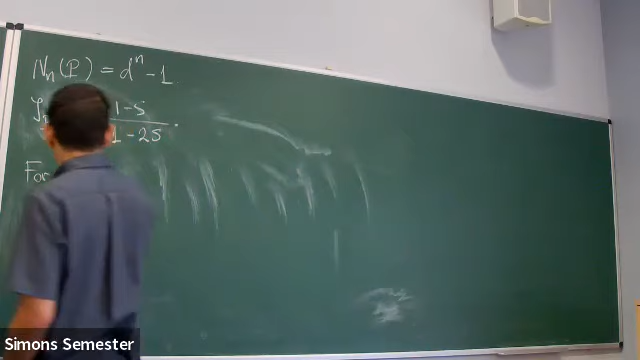 N_n(P) = d^n - 1
1 - s
1 - 2s .
For
Simons Semester